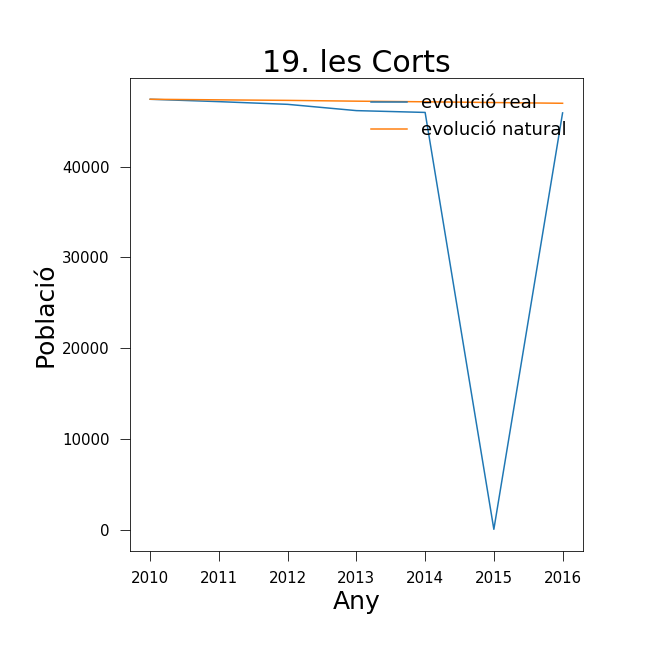 19. les Corts
evolució real
evolució natural
40000
30000
20000
10000
0
Població
2010 2011 2012 2013 2014 2015 2016
Any